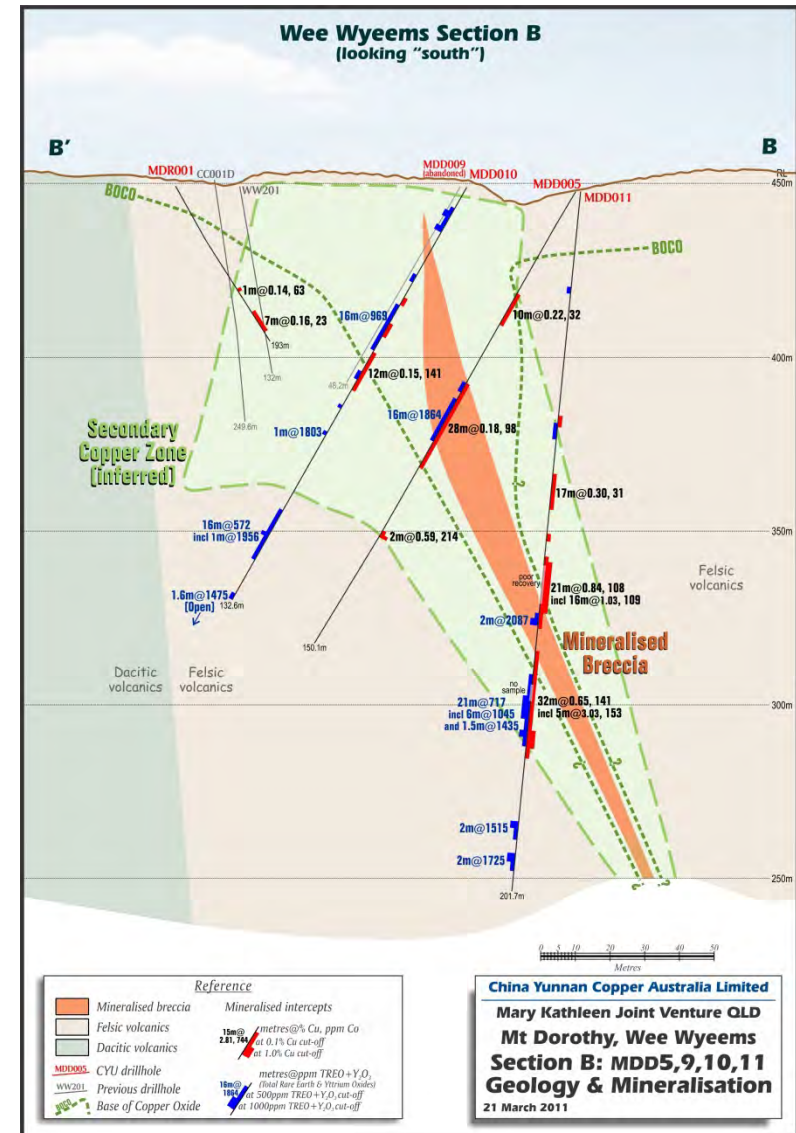 Wee Wyeems Section B
(looking "south")
B'
B
MDR001
CC001D
WW201
MDD009
(abandoned)
MDD010
MDD005
MDD011
RL
450m
BOCO
BOCO
1m@0.14, 63
7m@0.16, 23
193m
132m
249.6m
16m@969
10m@0.22, 32
400m
12m@0.15, 141
48.2m
1m@1803
16m@1864
28m@0.18, 98
Secondary
Copper Zone
[inferred]
?
17m@0.30, 31
16m@572
incl 1m@1956
2m@0.59, 214
350m
poor
recovery
21m@0.84, 108
incl 16m@1.03, 109
Felsic
volcanics
1.6m@1475
[Open]
132.6m
2m@2087
150.1m
Mineralised
Breccia
Dacitic
volcanics
Felsic
volcanics
no
sample
21m@717
incl 6m@1045
and 1.5m@1435
32m@0.65, 141
incl 5m@3.03, 153
300m
?
?
2m@1515
2m@1725
201.7m
?
?
250m
0 5 10 20 30 40 50
Metres
Reference
Mineralised breccia
Felsic volcanics
Dacitic volcanics
MDD005 CYU drillhole
WW201 Previous drillhole
BOCO Base of Copper Oxide
Mineralised intercepts
15m@
2.81, 744
metres@% Cu, ppm Co
at 0.1% Cu cut-off
at 1.0% Cu cut-off
16m@
1864
metres@ppm TREO+Y₂O₃
(Total Rare Earth & Yttrium Oxides)
at 500ppm TREO+Y₂O₃ cut-off
at 1000ppm TREO+Y₂O₃ cut-off
China Yunnan Copper Australia Limited
Mary Kathleen Joint Venture QLD
Mt Dorothy, Wee Wyeems
Section B: MDD5,9,10,11
Geology & Mineralisation
21 March 2011